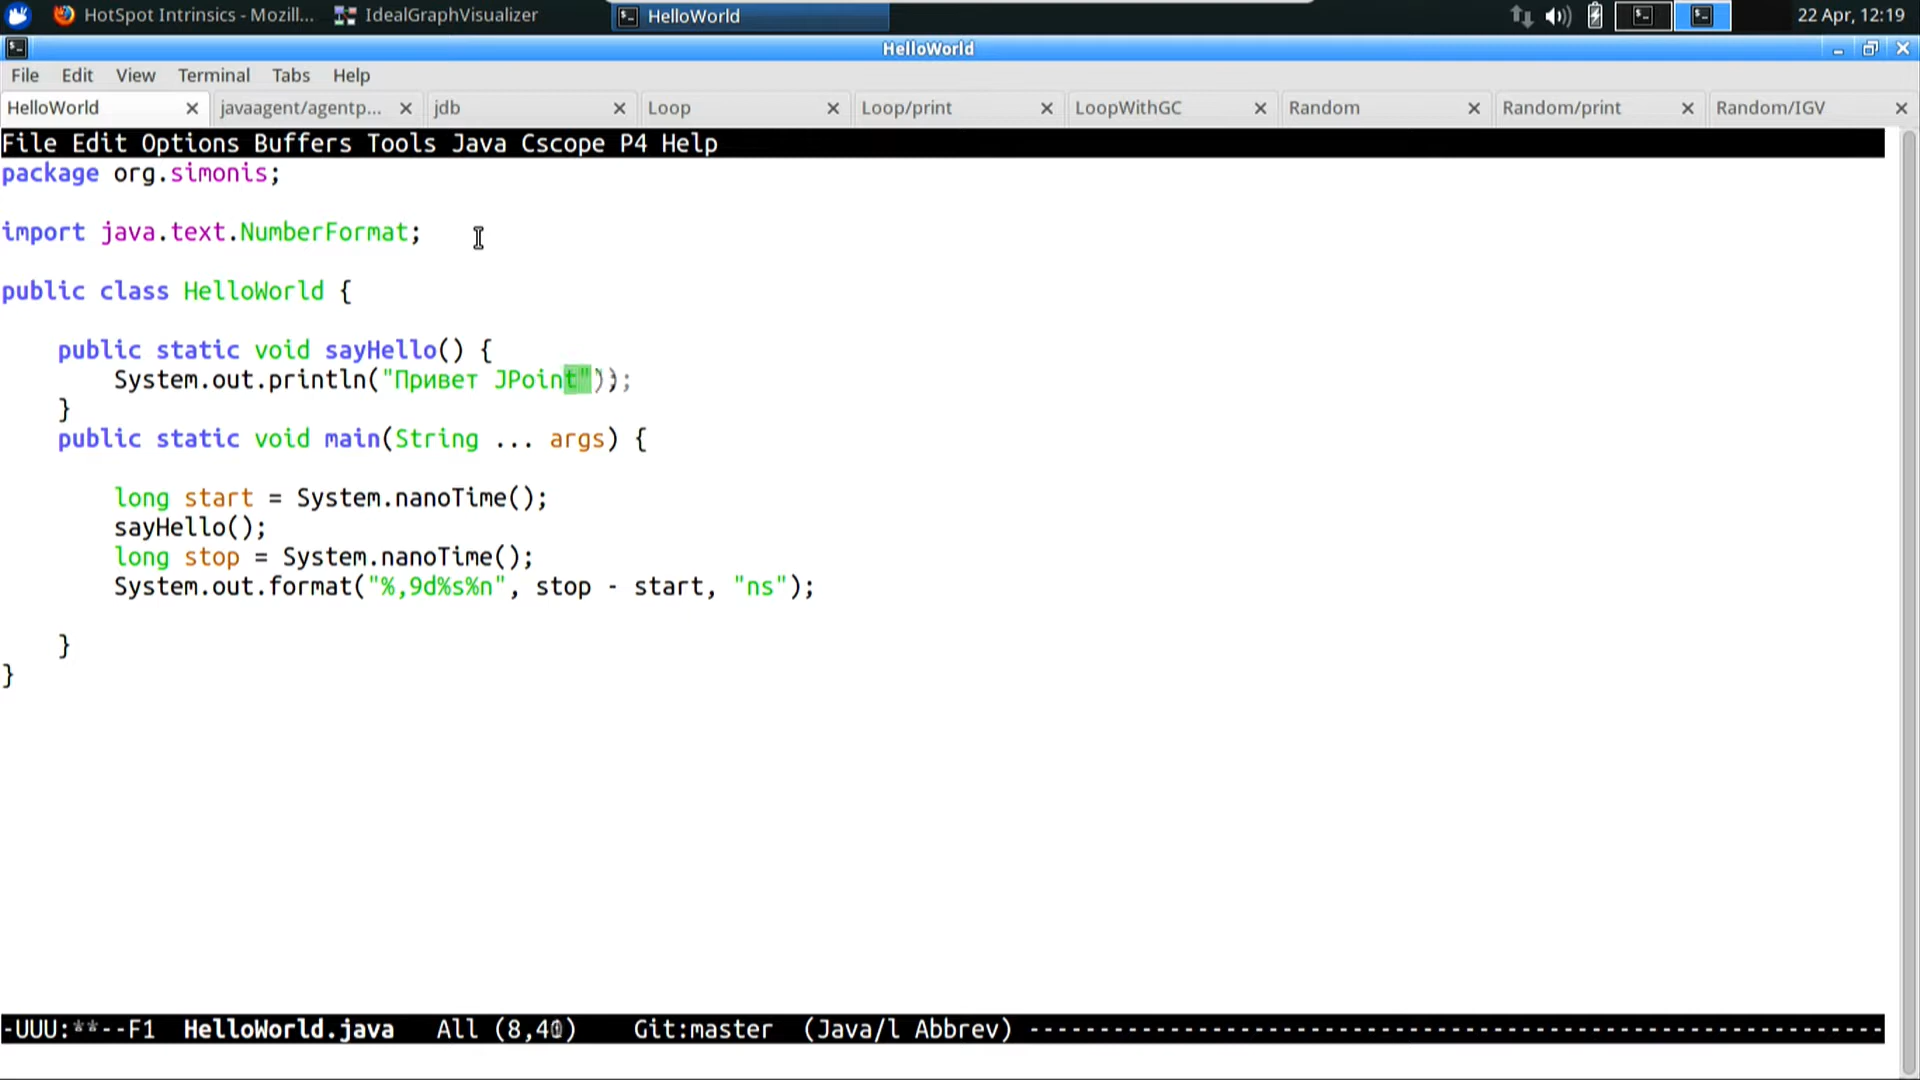 HotSpot Intrinsics - Mozill...
IdealGraphVisualizer
HelloWorld
22 Apr, 12:19
HelloWorld
File Edit View Terminal Tabs Help
HelloWorld
javaagent/agentp...
jdb
Loop
Loop/print
LoopWithGC
Random
Random/print
Random/IGV
File Edit Options Buffers Tools Java Cscope P4 Help
package org.simonis;
import java.text.NumberFormat;
public class HelloWorld {
public static void sayHello() {
System.out.println("Привет JPoint");
}
public static void main(String ... args) {
long start = System.nanoTime();
sayHello();
long stop = System.nanoTime();
System.out.format("%,9d%s%n", stop - start, "ns");
}
}
-UUU:**--F1 HelloWorld.java All Git:master (Java/l Abbrev) ----------------------------------------